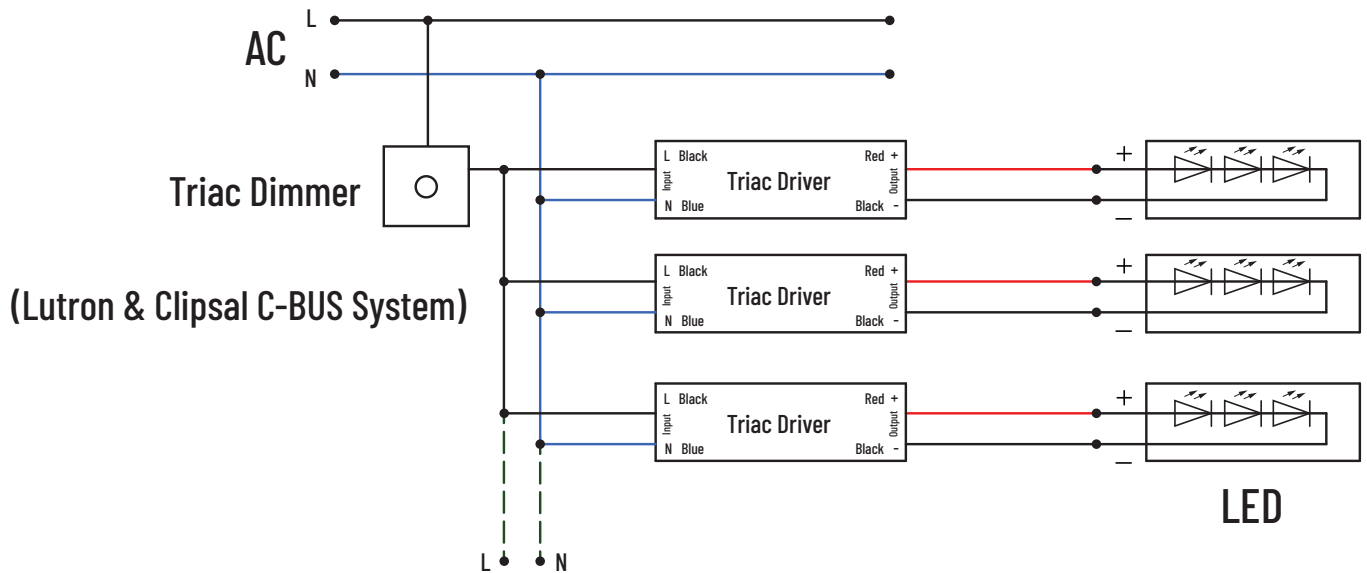 L
AC
N
Triac Dimmer
(Lutron & Clipsal C-BUS System)
L Black
Input
N Blue
Triac Driver
Red +
Output
Black -
+
—
L Black
Input
N Blue
Triac Driver
Red +
Output
Black -
+
—
L Black
Input
N Blue
Triac Driver
Red +
Output
Black -
+
—
LED
L
N